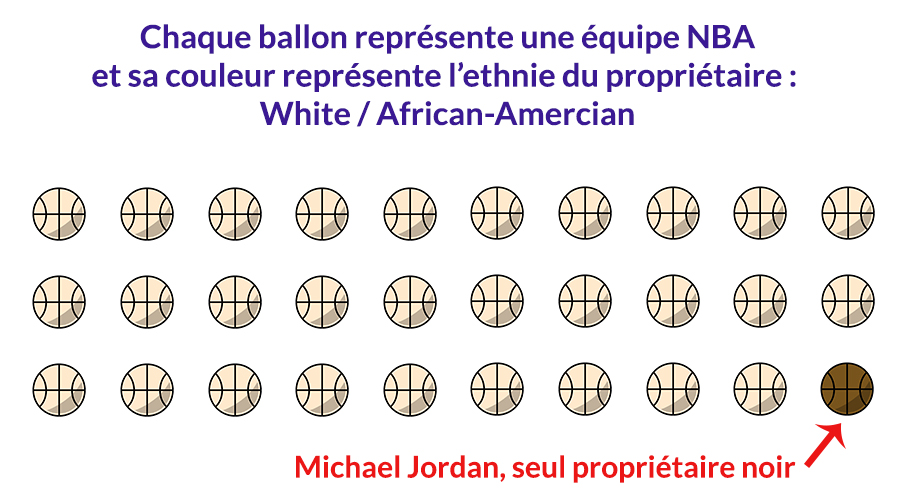 Chaque ballon représente une équipe NBA
et sa couleur représente l’ethnie du propriétaire :
White / African-Amercian
Michael Jordan, seul propriétaire noir